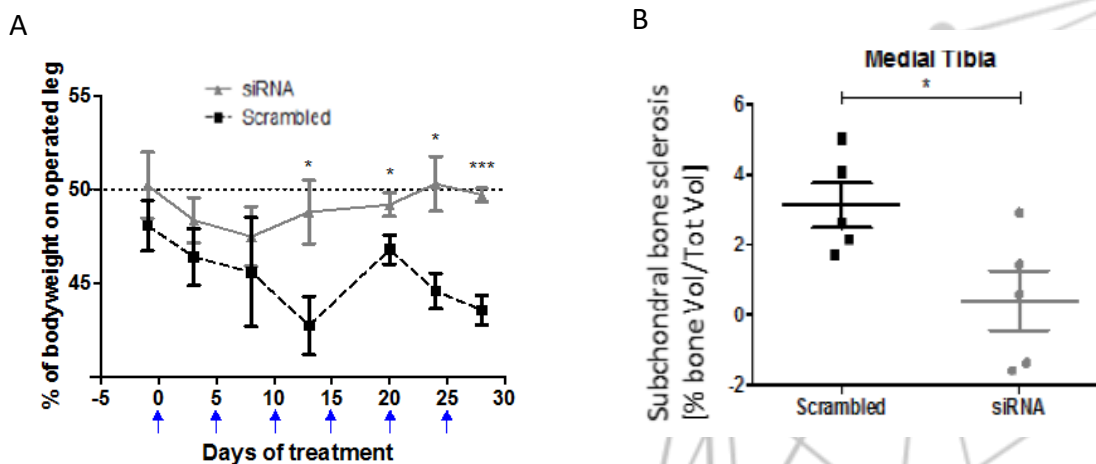 A
siRNA
Scrambled
% of bodyweight on operated leg
55
50
45
* * * ***
-5 0 5 10 15 20 25 30
Days of treatment
B
Medial Tibia
*
Subchondral bone sclerosis
[% bone Vol/Tot Vol]
6
4
2
0
-2
Scrambled siRNA